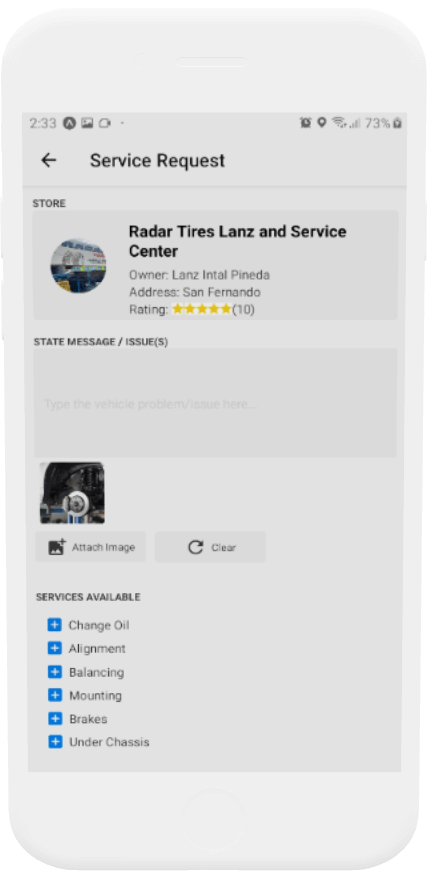 2:33 73%
Service Request
STORE
Radar Tires Lanz and Service
Center
Owner: Lanz Intal Pineda
Address: San Fernando
Rating: ★★★★★(10)
STATE MESSAGE / ISSUE(S)
Type the vehicle problem/issue here...
Attach Image Clear
SERVICES AVAILABLE
Change Oil
Alignment
Balancing
Mounting
Brakes
Under Chassis